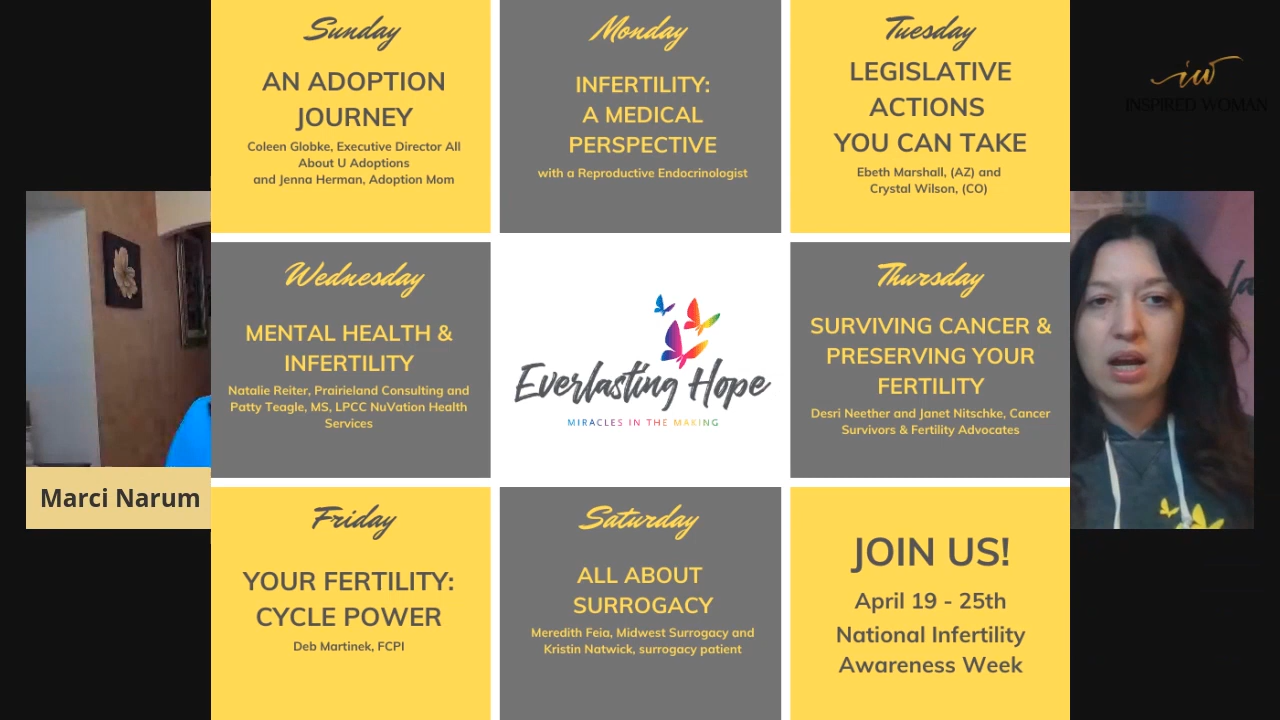 Sunday
AN ADOPTION
JOURNEY
Coleen Globke, Executive Director All
About U Adoptions
and Jenna Herman, Adoption Mom
Monday
INFERTILITY:
A MEDICAL
PERSPECTIVE
with a Reproductive Endocrinologist
Tuesday
LEGISLATIVE
ACTIONS
YOU CAN TAKE
Ebeth Marshall, (AZ) and
Crystal Wilson, (CO)
iw
INSPIRED WOMAN
Wednesday
MENTAL HEALTH &
INFERTILITY
Natalie Reiter, Prairieland Consulting and
Patty Teagle, MS, LPCC NuVation Health
Services
Everlasting Hope
MIRACLES IN THE MAKING
Thursday
SURVIVING CANCER &
PRESERVING YOUR
FERTILITY
Desri Neether and Janet Nitschke, Cancer
Survivors & Fertility Advocates
Marci Narum
Friday
YOUR FERTILITY:
CYCLE POWER
Deb Martinek, FCPI
Saturday
ALL ABOUT
SURROGACY
Meredith Feia, Midwest Surrogacy and
Kristin Natwick, surrogacy patient
JOIN US!
April 19 - 25th
National Infertility
Awareness Week